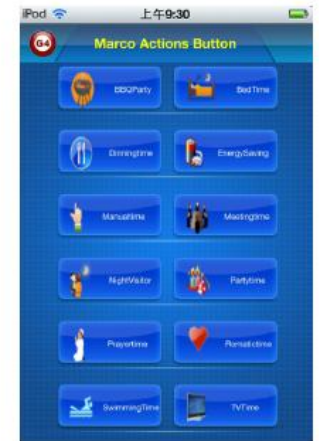 iPod 上午9:30
G4 Marco Actions Button
BBQParty BedTime
Dinningtime EnergySaving
Manualtime Meetingtime
NightVisitor Partytime
Prayertime Romatictime
SwimmingTime TVTime